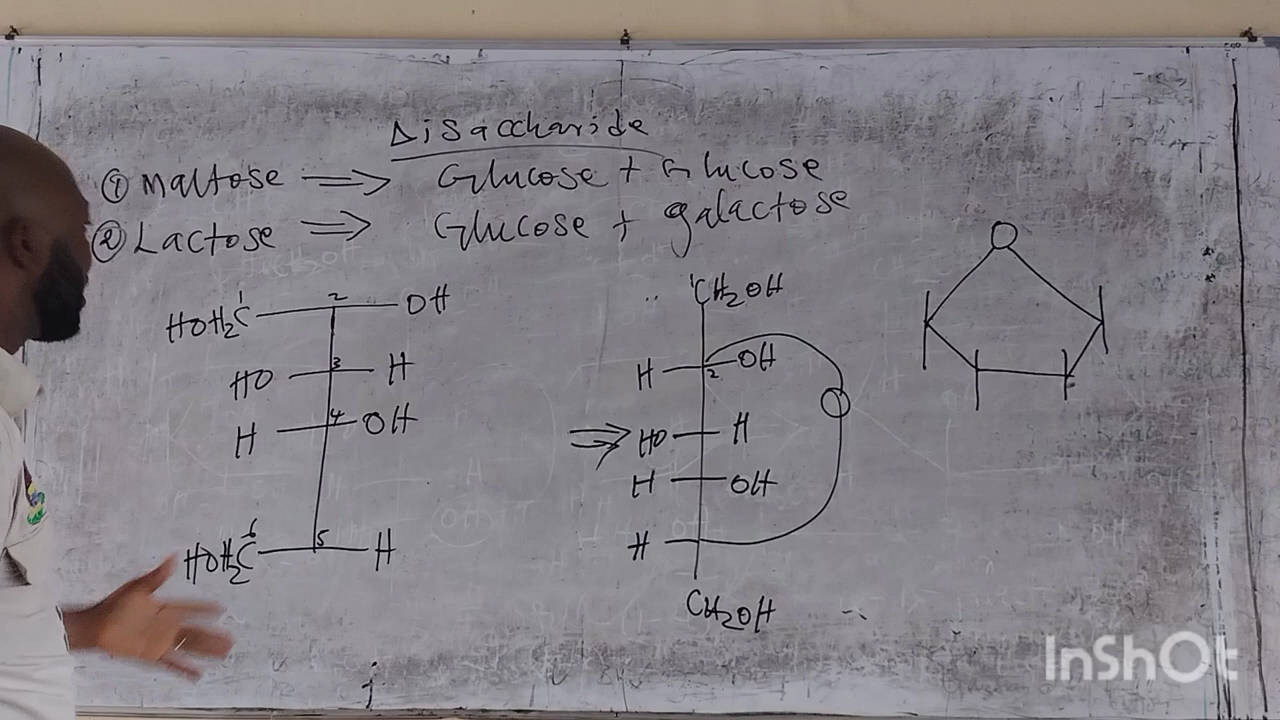 Disaccharide
① Maltose ⇒ Glucose + Glucose
② Lactose ⇒ Glucose + galactose
HOH₂C 1 2 OH
HO 3 H
H 4 OH
HOH₂C 6 5 H
1 CH₂OH
H 2 OH
⇒ HO H
H OH
H
CH₂OH
O
O
InShOt